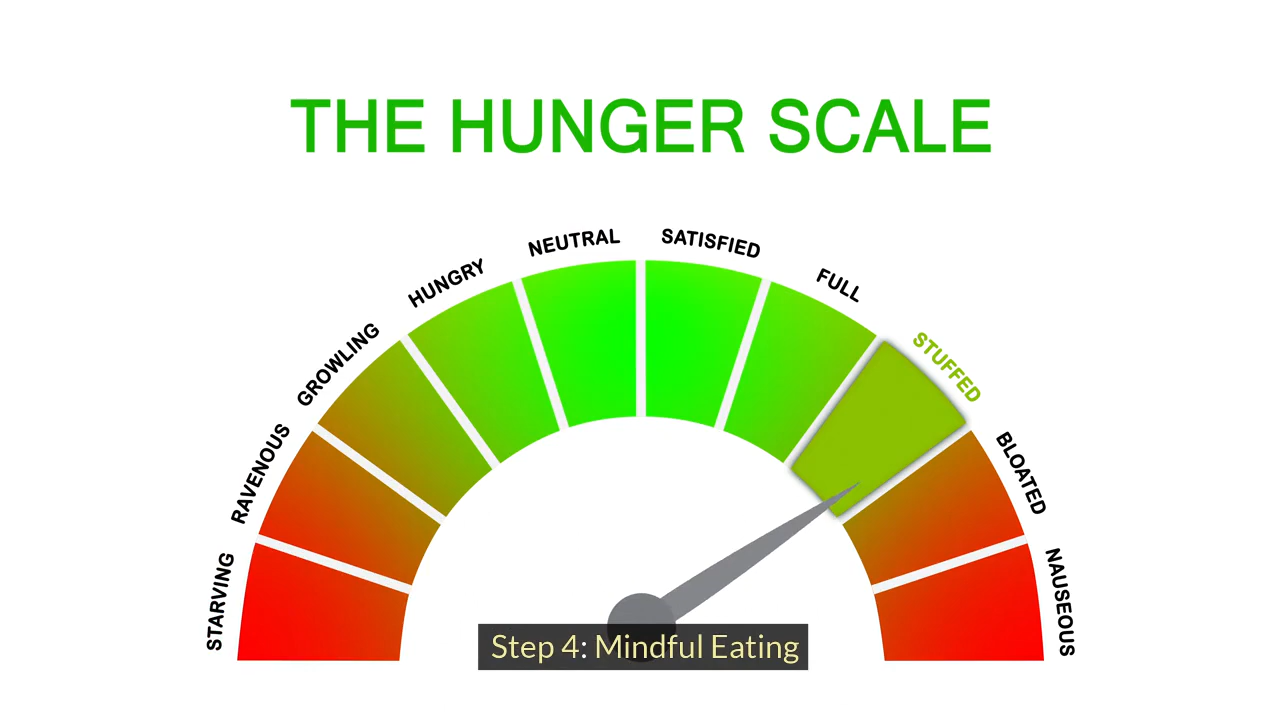 THE HUNGER SCALE
STARVING
RAVENOUS
GROWLING
HUNGRY
NEUTRAL
SATISFIED
FULL
STUFFED
BLOATED
NAUSEOUS
Step 4: Mindful Eating